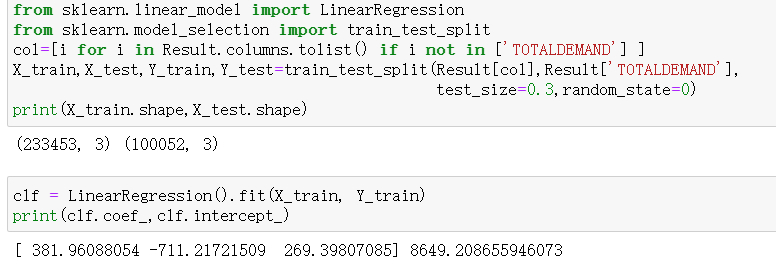 from sklearn.linear_model import LinearRegression
from sklearn.model_selection import train_test_split
col=[i for i in Result.columns.tolist() if i not in ['TOTALDEMAND'] ]
X_train,X_test,Y_train,Y_test=train_test_split(Result[col],Result['TOTALDEMAND'],
test_size=0.3,random_state=0)
print(X_train.shape,X_test.shape)
(233453, 3) (100052, 3)
clf = LinearRegression().fit(X_train, Y_train)
print(clf.coef_,clf.intercept_)
[ 381.96088054 -711.21721509  269.39807085] 8649.208655946073